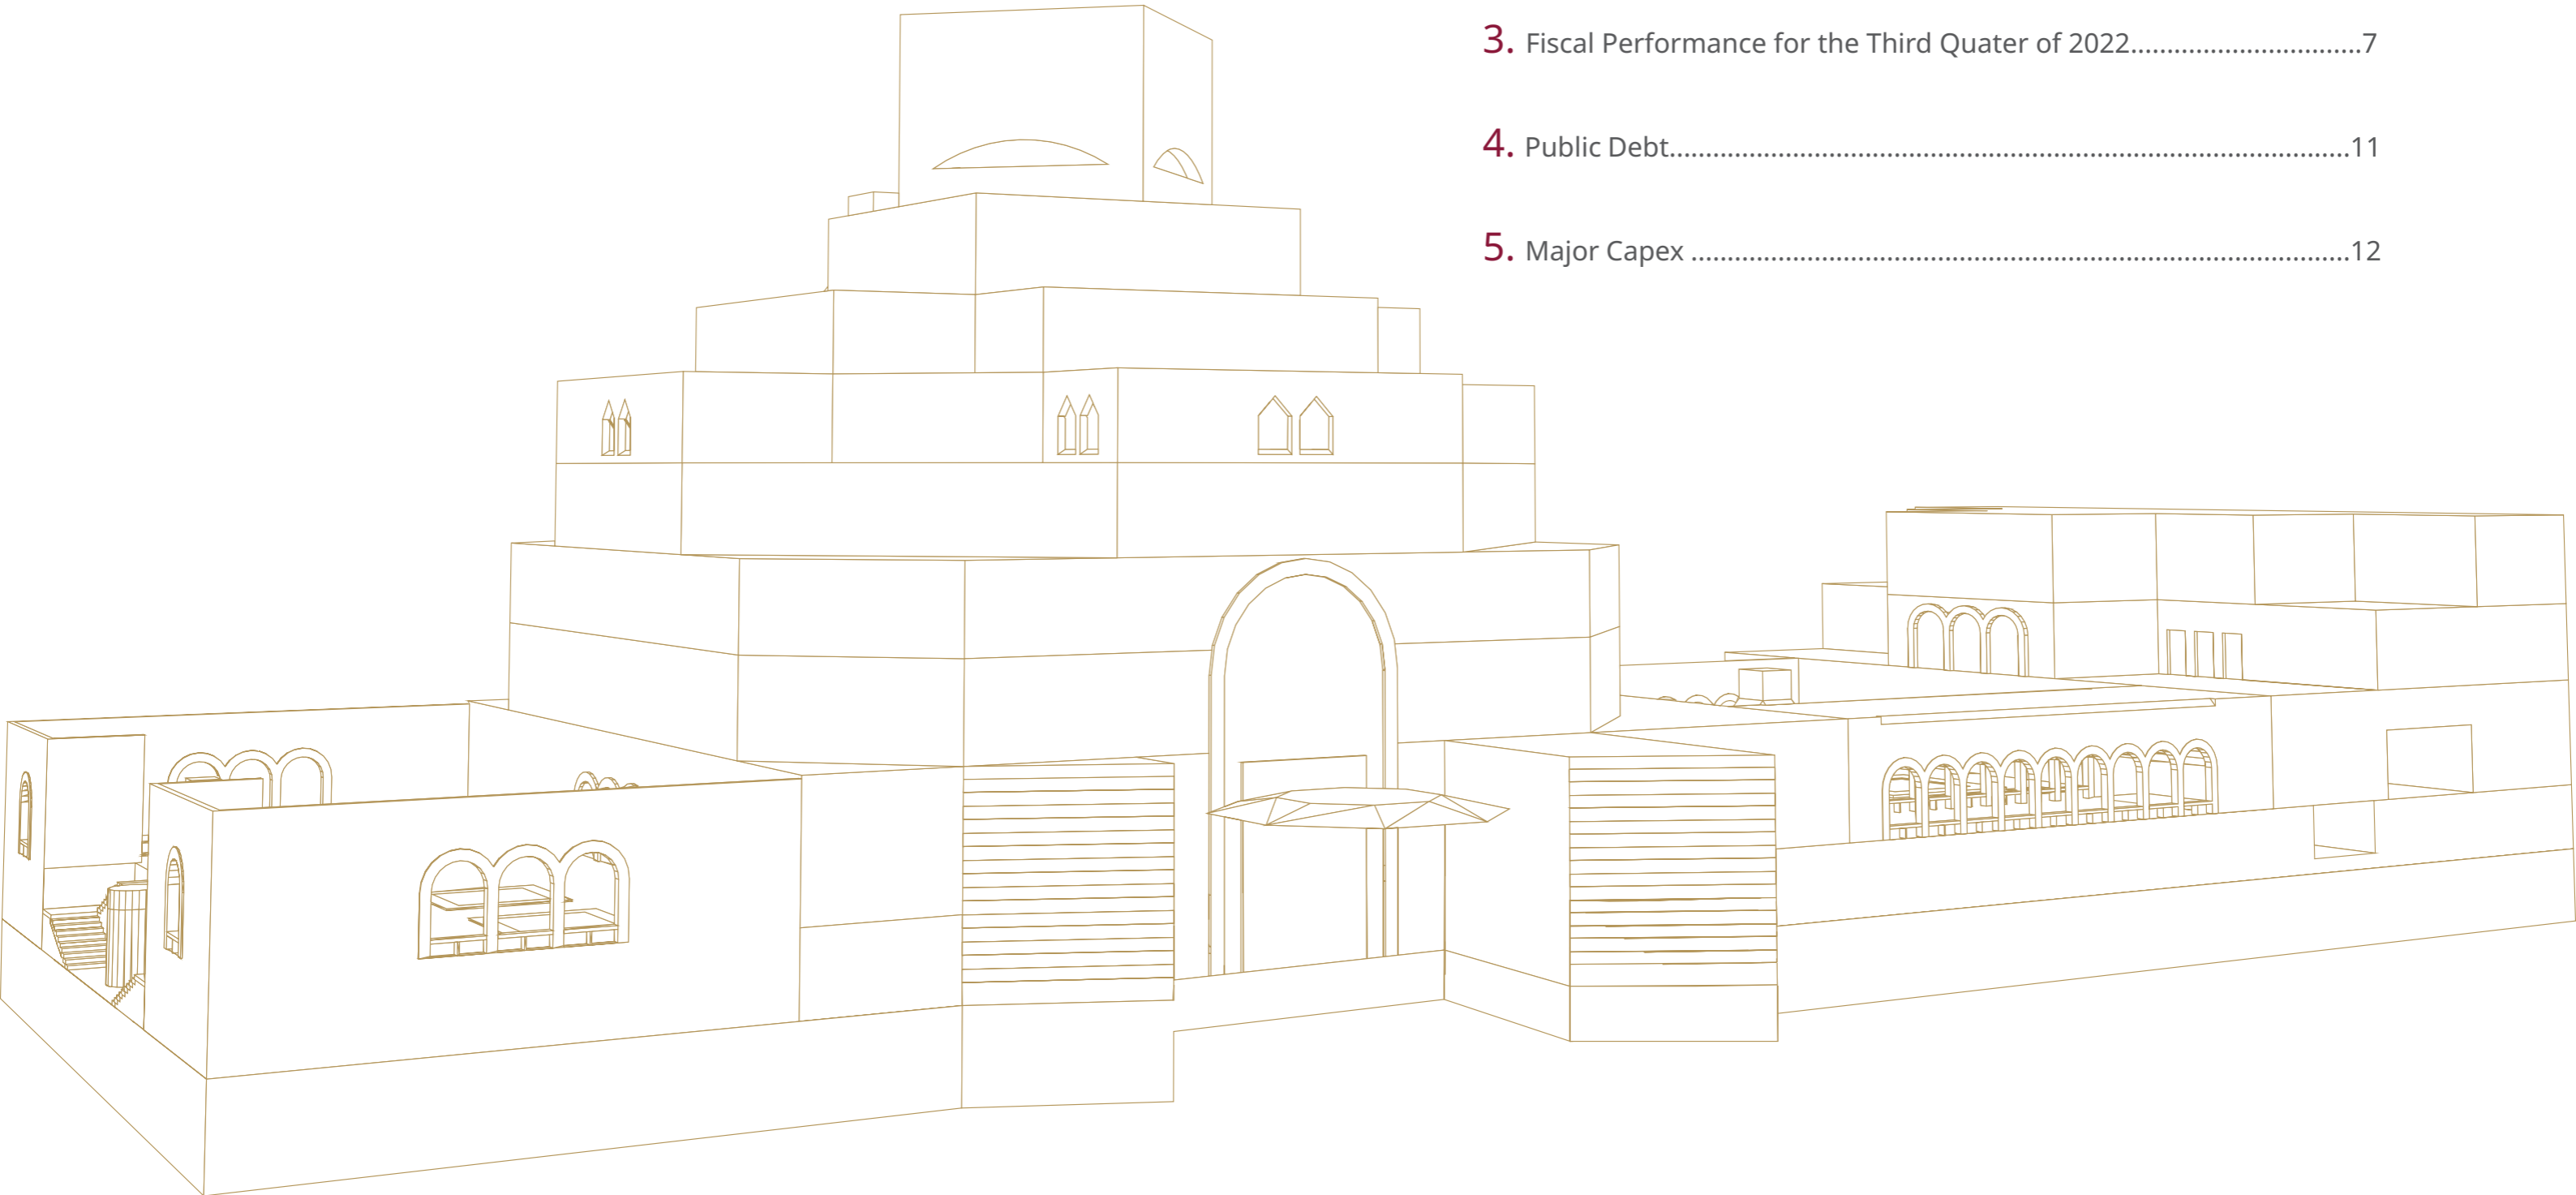 3. Fiscal Performance for the Third Quater of 2022................................7
4. Public Debt.............................................................................................11
5. Major Capex ..........................................................................................12